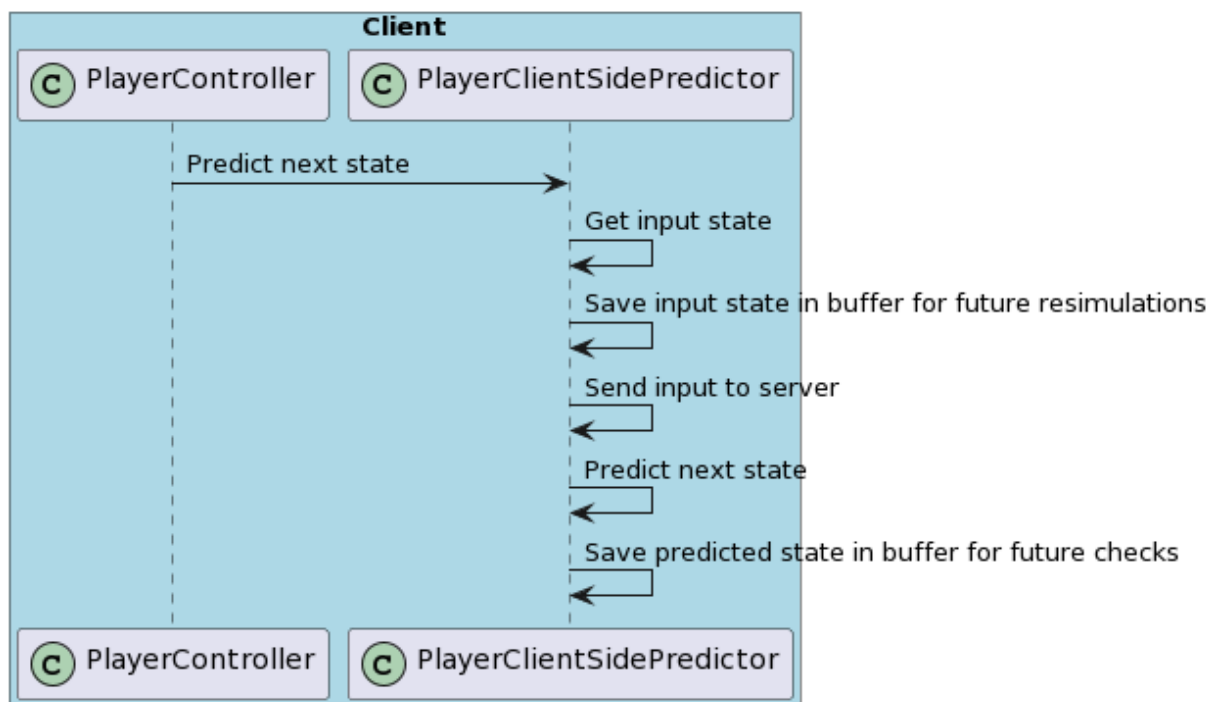 Client
C PlayerController
C PlayerClientSidePredictor
Predict next state
Get input state
Save input state in buffer for future resimulations
Send input to server
Predict next state
Save predicted state in buffer for future checks
C PlayerController
C PlayerClientSidePredictor